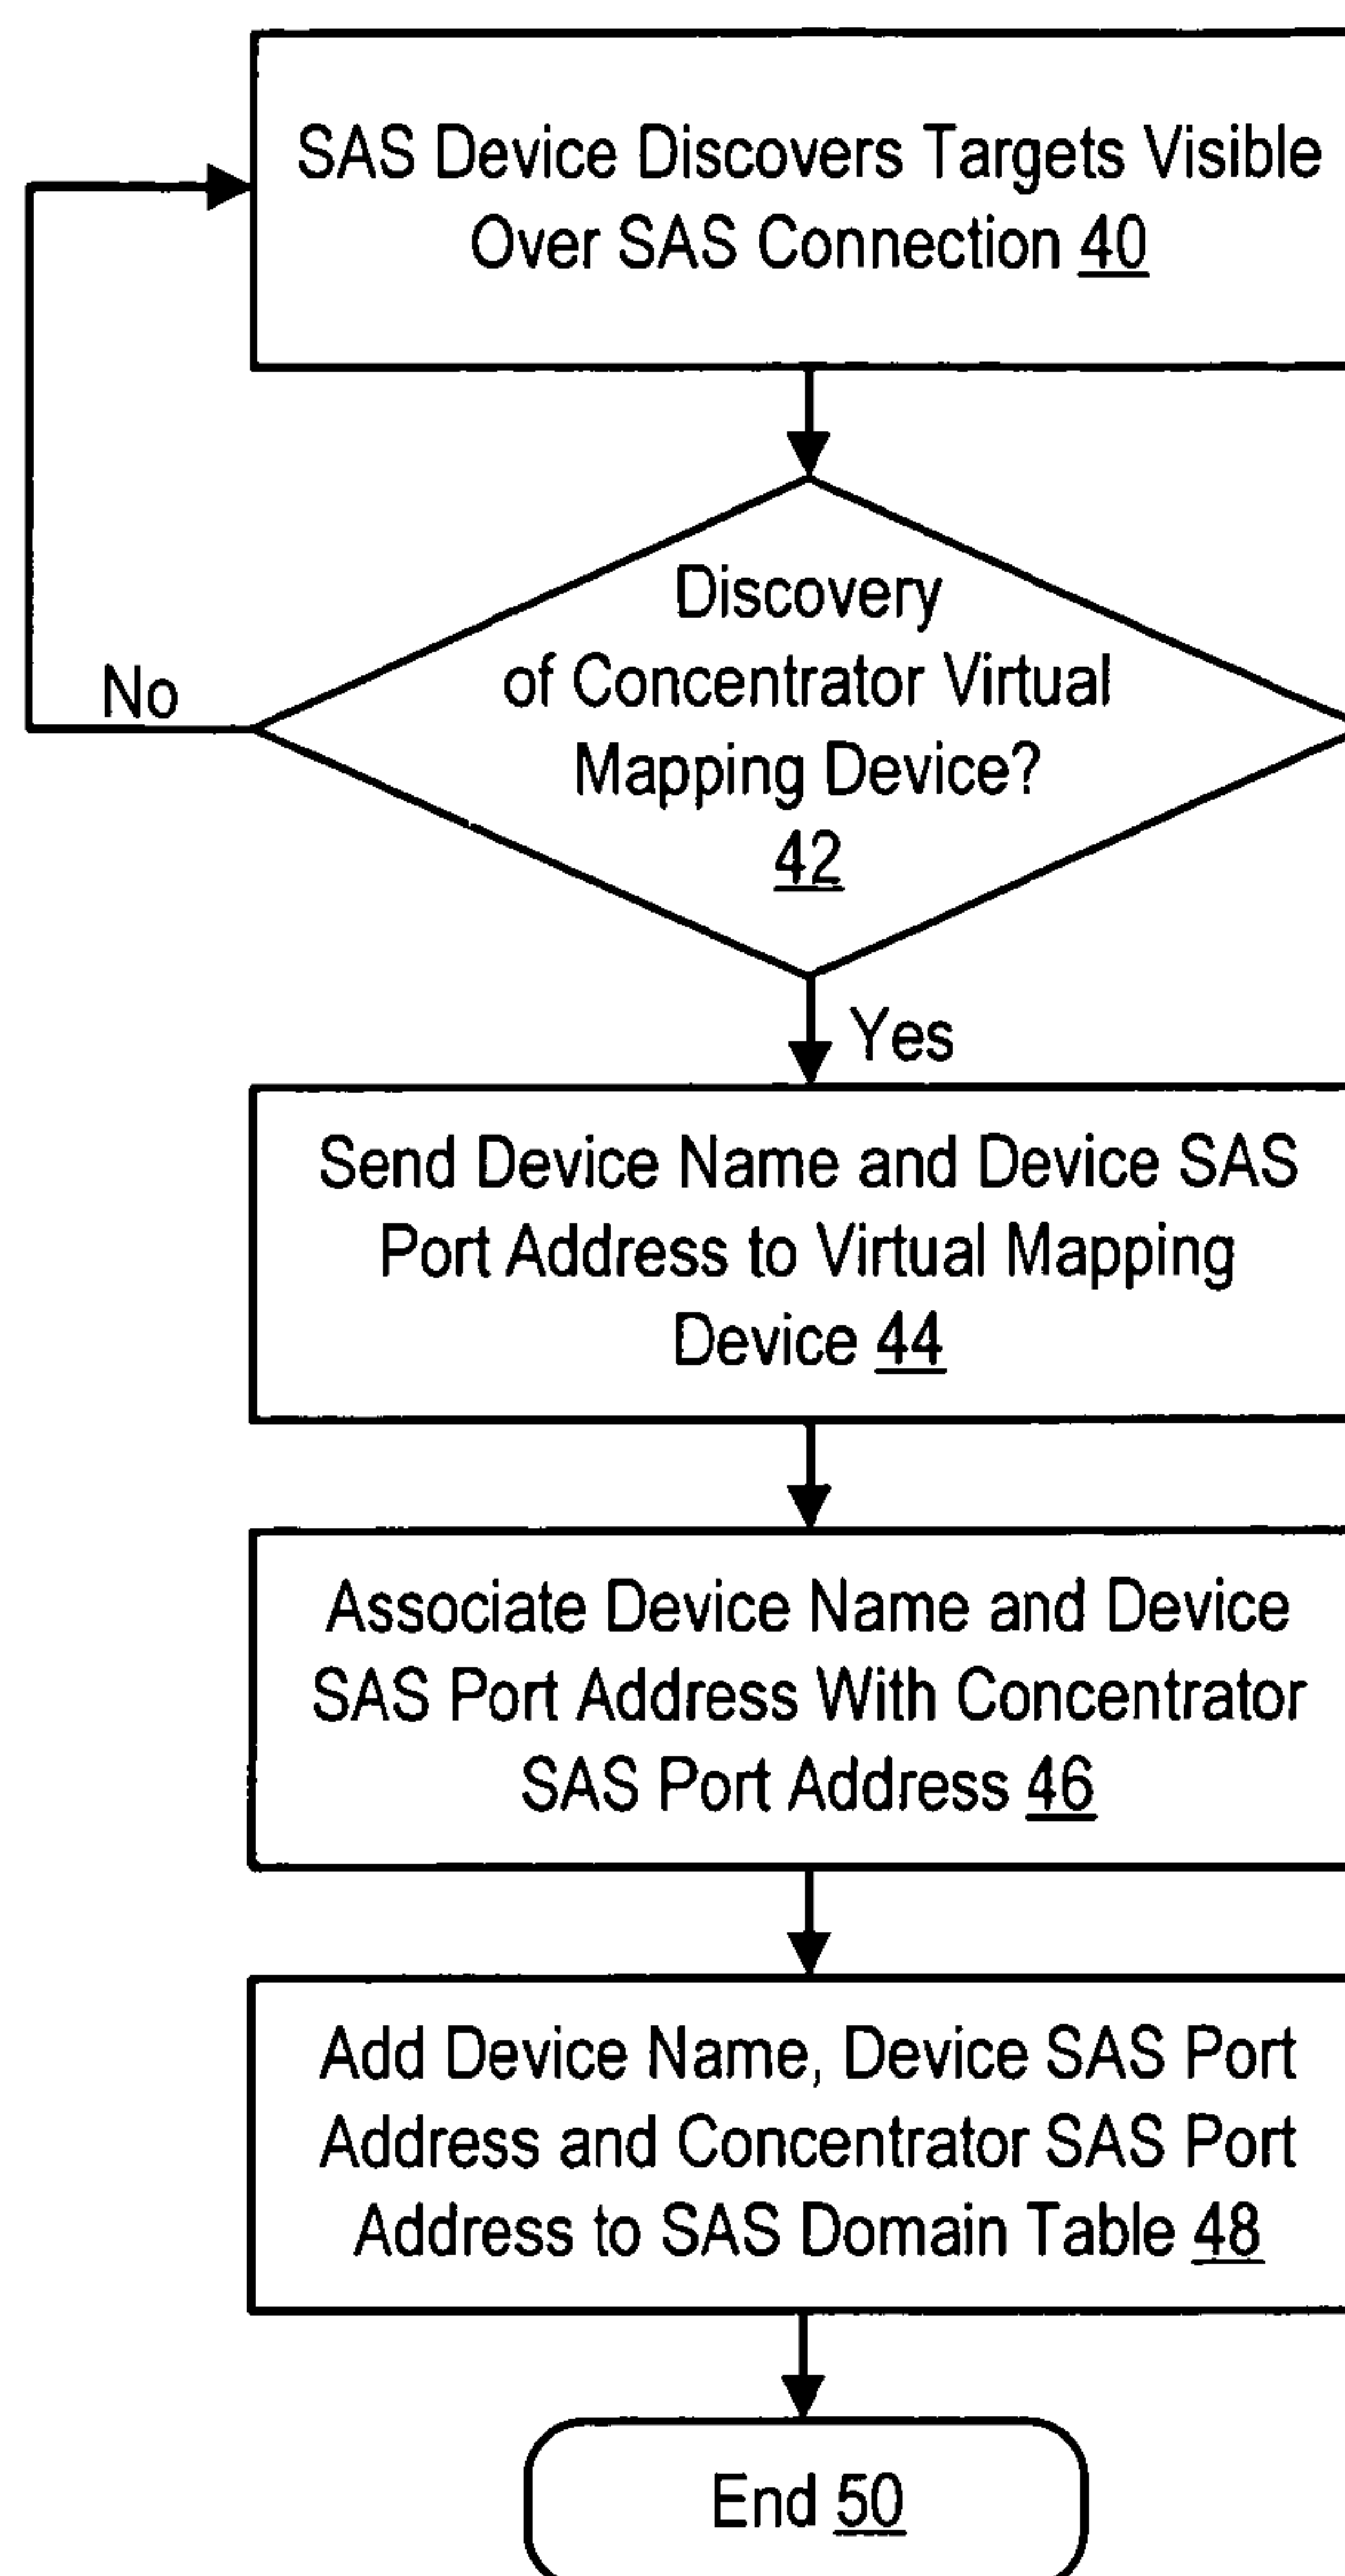 SAS Device Discovers Targets Visible
Over SAS Connection 40
Discovery
of Concentrator Virtual
Mapping Device?
42
No
Yes
Send Device Name and Device SAS
Port Address to Virtual Mapping
Device 44
Associate Device Name and Device
SAS Port Address With Concentrator
SAS Port Address 46
Add Device Name, Device SAS Port
Address and Concentrator SAS Port
Address to SAS Domain Table 48
End 50